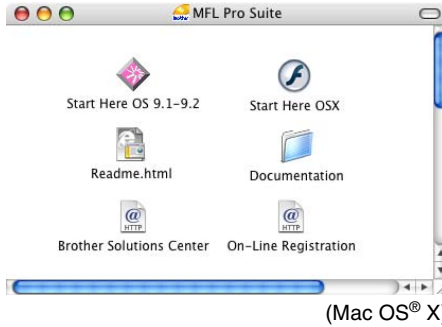 MFL Pro Suite
Start Here OS 9.1-9.2
Start Here OSX
Readme.html
Documentation
@
HTTP
@
HTTP
Brother Solutions Center
On-Line Registration
(Mac OS® X)